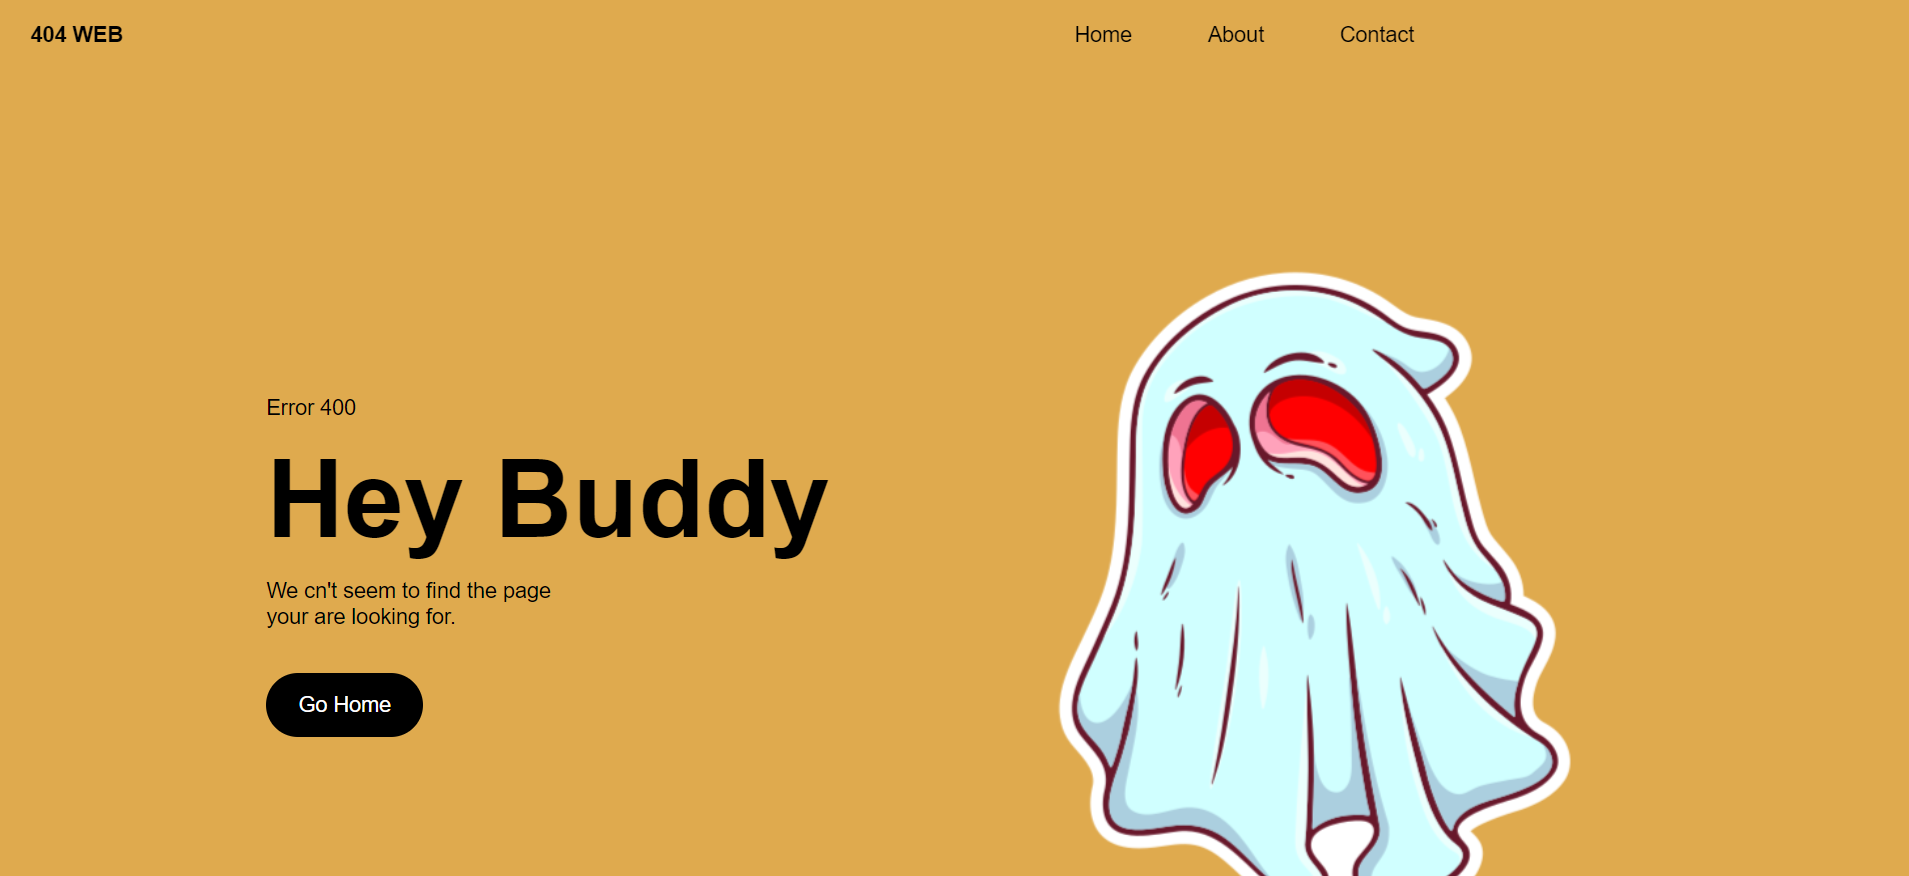 404 WEB
Home About Contact
Error 400
Hey Buddy
We cn't seem to find the page
your are looking for.
Go Home